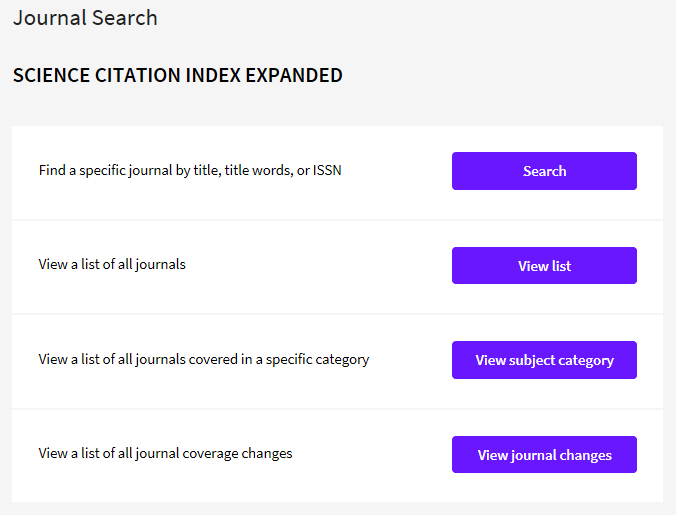 Journal Search
SCIENCE CITATION INDEX EXPANDED
Find a specific journal by title, title words, or ISSN
Search
View a list of all journals
View list
View a list of all journals covered in a specific category
View subject category
View a list of all journal coverage changes
View journal changes